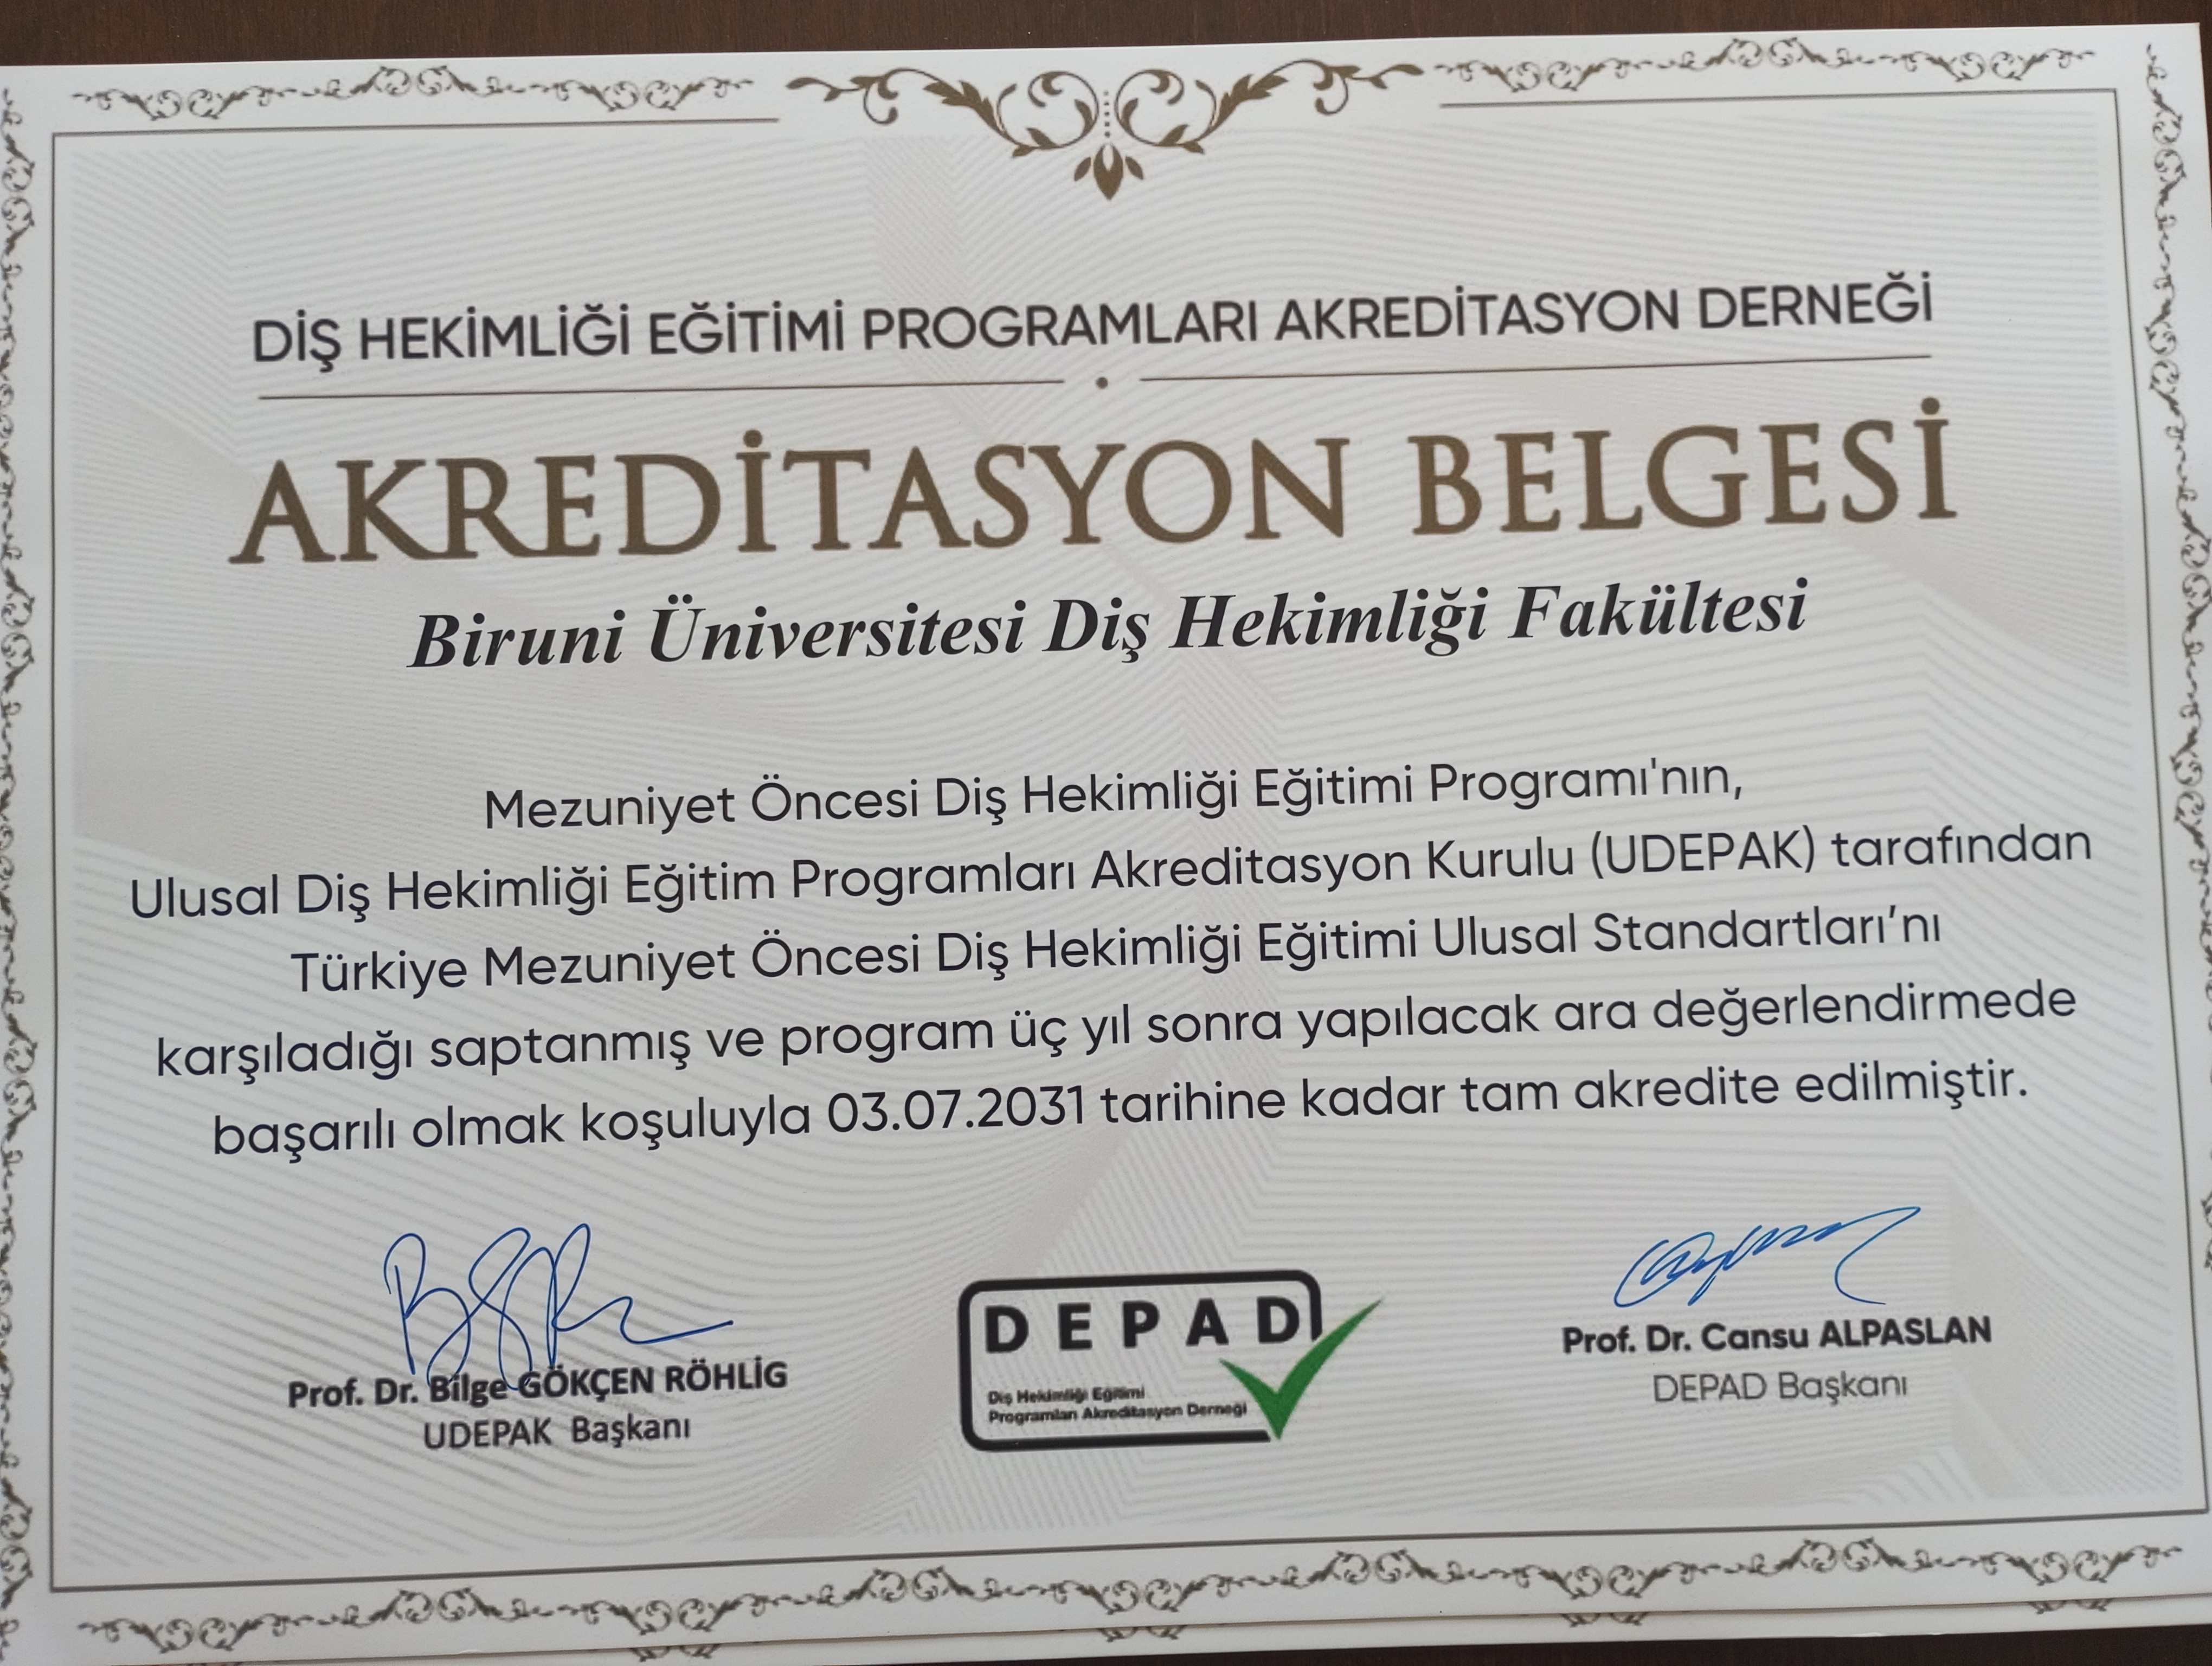 DİŞ HEKİMLİĞİ EĞİTİMİ PROGRAMLARI AKREDİTASYON DERNEĞİ
AKREDİTASYON BELGESİ
Biruni Üniversitesi Diş Hekimliği Fakültesi
Mezuniyet Öncesi Diş Hekimliği Eğitimi Programı'nın,
Ulusal Diş Hekimliği Eğitim Programları Akreditasyon Kurulu (UDEPAK) tarafından
Türkiye Mezuniyet Öncesi Diş Hekimliği Eğitimi Ulusal Standartları’nı
karşıladığı saptanmış ve program üç yıl sonra yapılacak ara değerlendirmede
başarılı olmak koşuluyla 03.07.2031 tarihine kadar tam akredite edilmiştir.
Prof. Dr. Bilge GÖKÇEN RÖHLİG
UDEPAK Başkanı
DEPAD
Diş Hekimliği Eğitimi
Programları Akreditasyon Derneği
Prof. Dr. Cansu ALPASLAN
DEPAD Başkanı